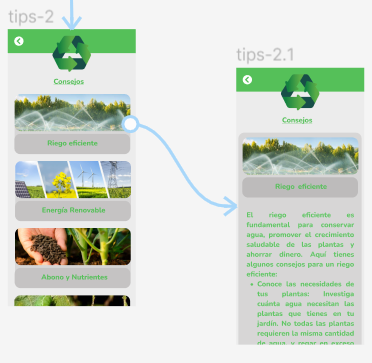 tips-2
Consejos
Riego eficiente
Energía Renovable
Abono y Nutrientes
tips-2.1
Consejos
Riego eficiente
El riego eficiente es
fundamental para conservar
agua, promover el crecimiento
saludable de las plantas y
ahorrar dinero. Aquí tienes
algunos consejos para un riego
eficiente:
• Conoce las necesidades de
tus plantas: Investiga
cuánta agua necesitan las
plantas que tienes en tu
jardín. No todas las plantas
requieren la misma cantidad
de agua, y regar en exceso